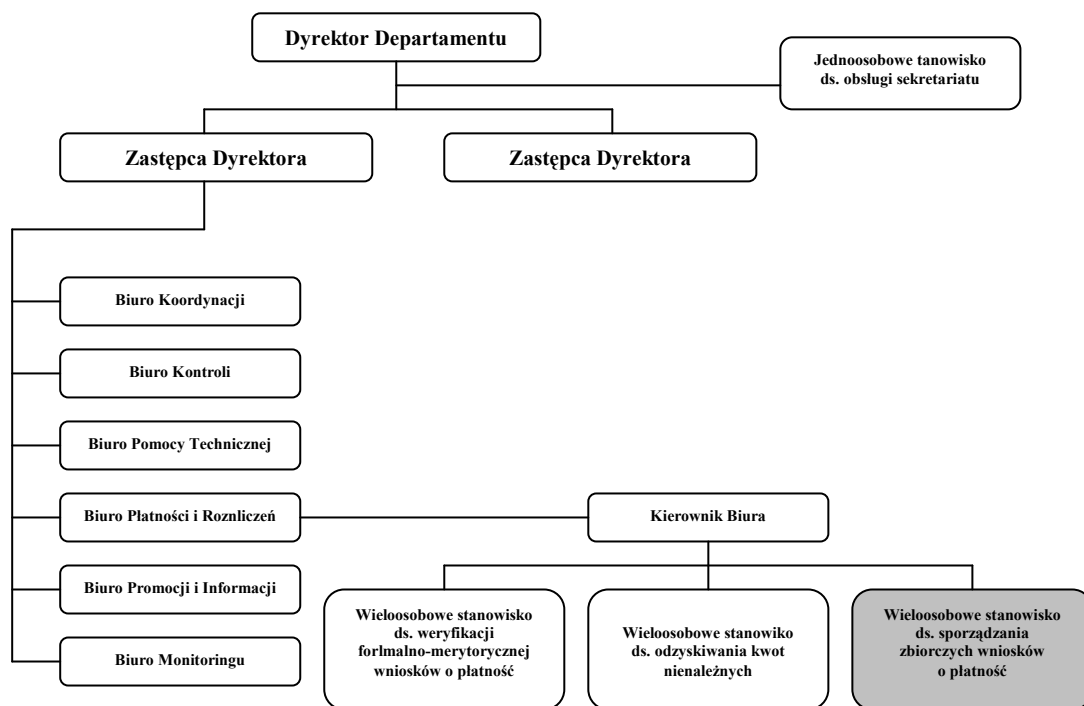 Dyrektor Departamentu
Jednoosobowe tanowisko
ds. obsługi sekretariatu
Zastępca Dyrektora
Zastępca Dyrektora
Biuro Koordynacji
Biuro Kontroli
Biuro Pomocy Technicznej
Biuro Płatności i Roznliczeń
Kierownik Biura
Biuro Promocji i Informacji
Biuro Monitoringu
Wieloosobowe stanowisko
ds. weryfikacji
forlmalno-merytorycznej
wniosków o płatność
Wieloosobowe stanowiko
ds. odzyskiwania kwot
nienależnych
Wieloosobowe stanowisko
ds. sporządzania
zbiorczych wniosków
o płatność